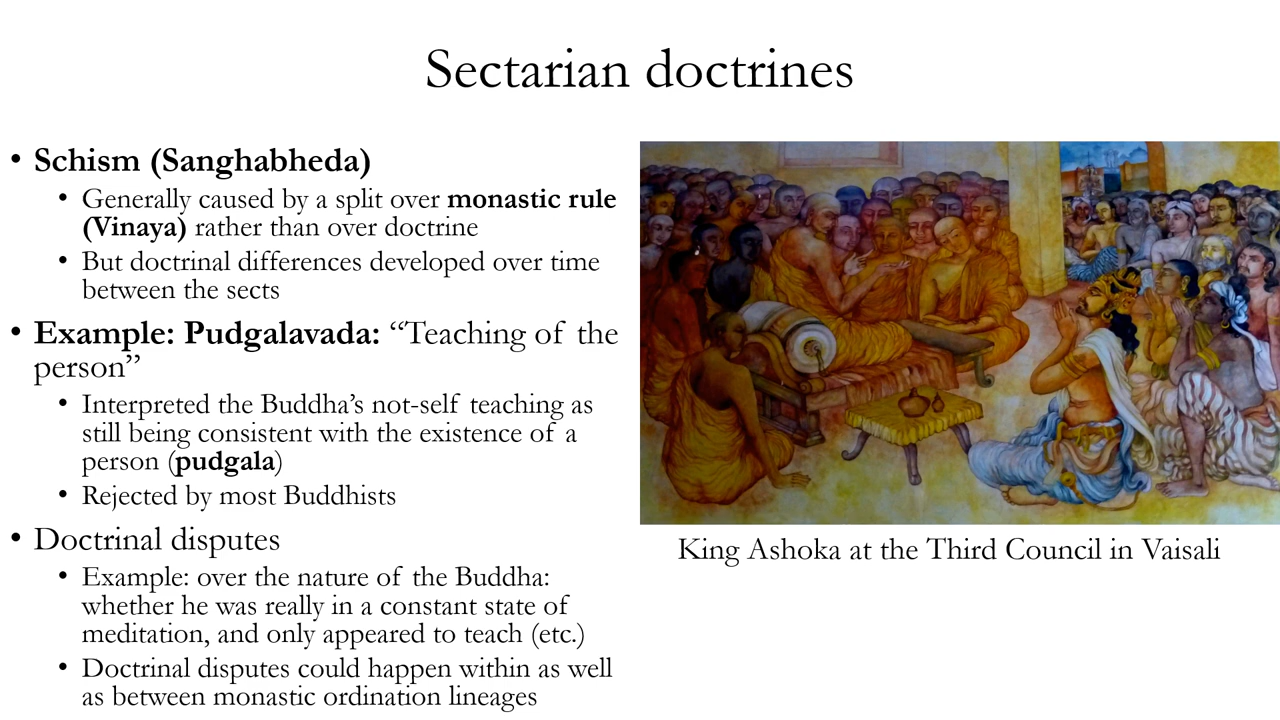 Sectarian doctrines
• Schism (Sanghabheda)
• Generally caused by a split over monastic rule
(Vinaya) rather than over doctrine
• But doctrinal differences developed over time
between the sects
• Example: Pudgalavada: “Teaching of the
person”
• Interpreted the Buddha’s not-self teaching as
still being consistent with the existence of a
person (pudgala)
• Rejected by most Buddhists
• Doctrinal disputes
• Example: over the nature of the Buddha:
whether he was really in a constant state of
meditation, and only appeared to teach (etc.)
• Doctrinal disputes could happen within as well
as between monastic ordination lineages
King Ashoka at the Third Council in Vaisali